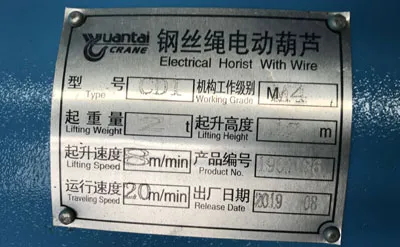 Yuantai
CRANE
钢丝绳电动葫芦
Electrical Horist With Wire
型 号 CD1 机构工作级别 M A4
Type Working Grade
起重量 2 t 起升高度 m
Lifting Weight Lifting Height
起升速度 8 m/min 产品编号
Lifting Speed Product No.
运行速度 20 m/min 出厂日期 2019 08
Traveling Speed Release Date